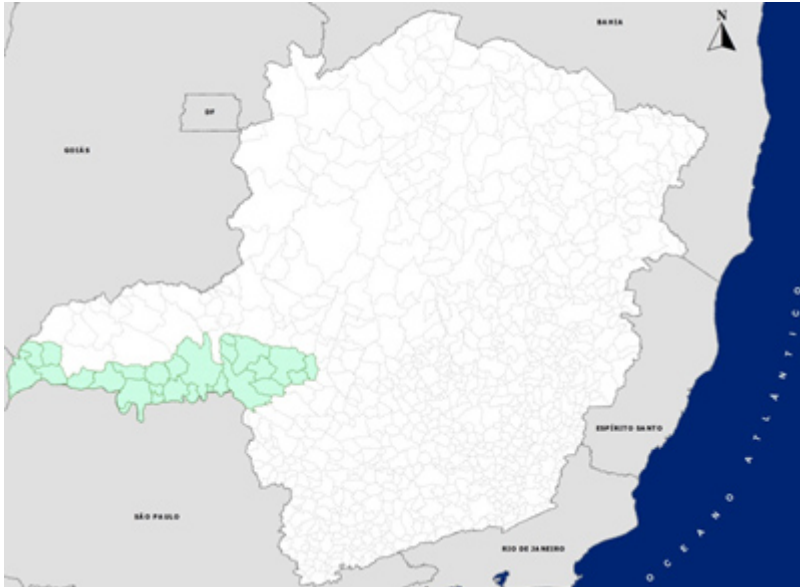 BAHIA
N
DF
GOIÁS
OCEANO ATLÂNTICO
ESPÍRITO SANTO
SÃO PAULO
RIO DE JANEIRO